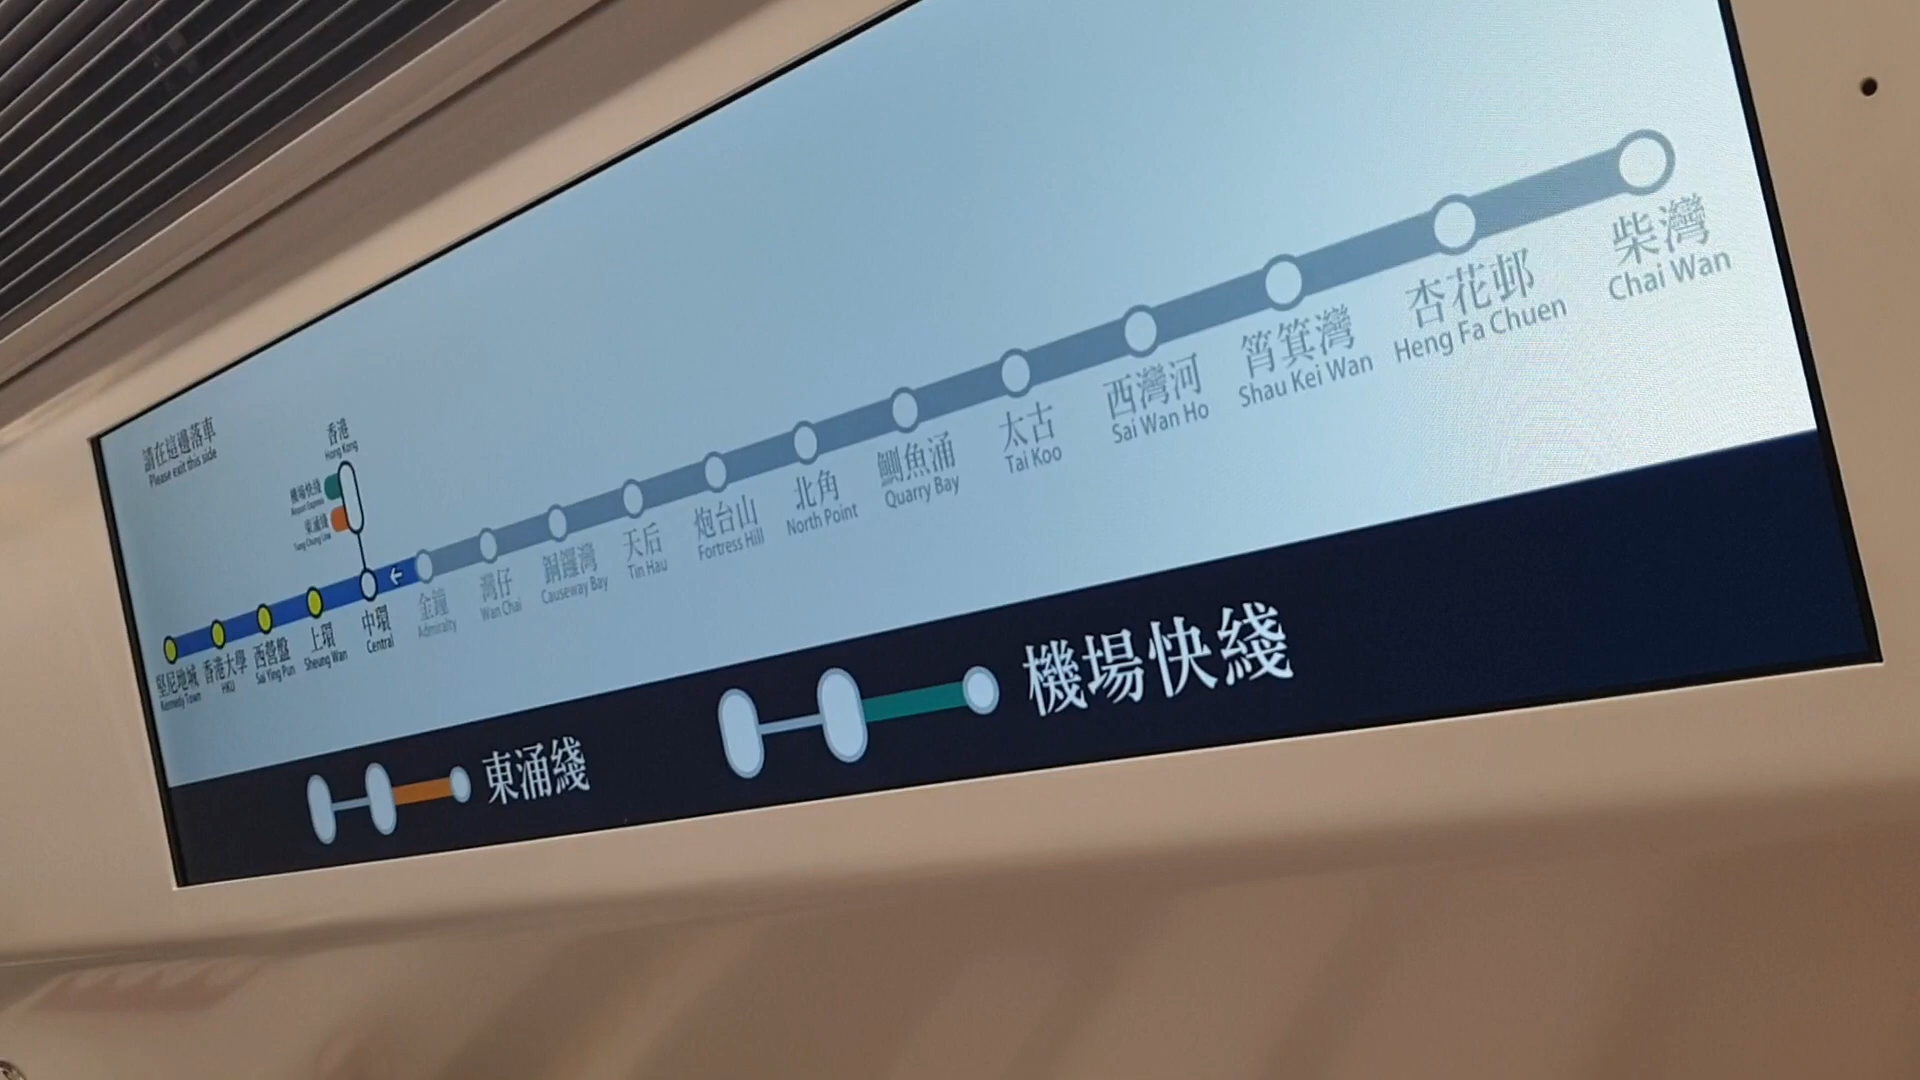 請在這邊落車
Please exit this side
香港
Hong Kong
機場快綫
Airport Express
東涌綫
Tung Chung Line
堅尼地城
Kennedy Town
香港大學
HKU
西營盤
Sai Ying Pun
上環
Sheung Wan
中環
Central
金鐘
Admiralty
灣仔
Wan Chai
銅鑼灣
Causeway Bay
天后
Tin Hau
炮台山
Fortress Hill
北角
North Point
鰂魚涌
Quarry Bay
太古
Tai Koo
西灣河
Sai Wan Ho
筲箕灣
Shau Kei Wan
杏花邨
Heng Fa Chuen
柴灣
Chai Wan
東涌綫
機場快綫